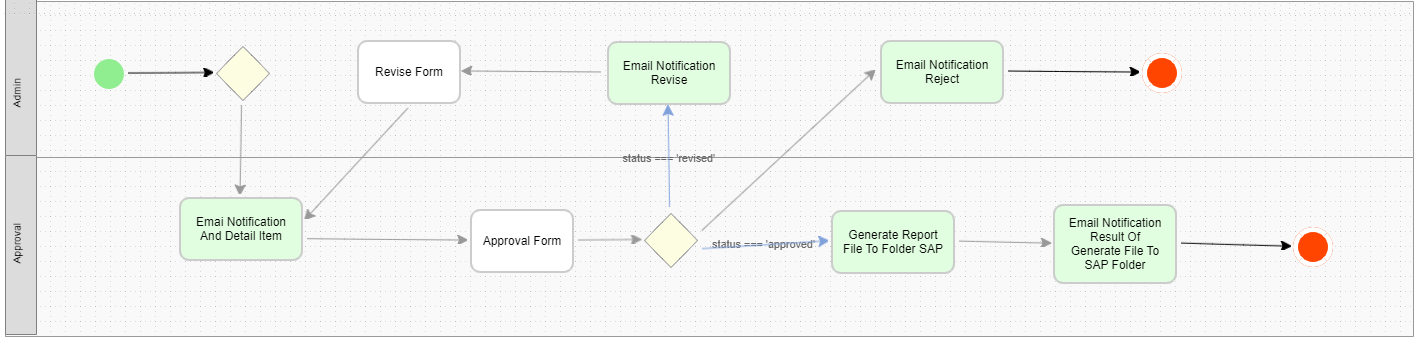 Admin
Revise Form
Email Notification
Revise
Email Notification
Reject
status === 'revised'
Approval
Emai Notification
And Detail Item
Approval Form
status === 'approved'
Generate Report
File To Folder SAP
Email Notification
Result Of
Generate File To
SAP Folder